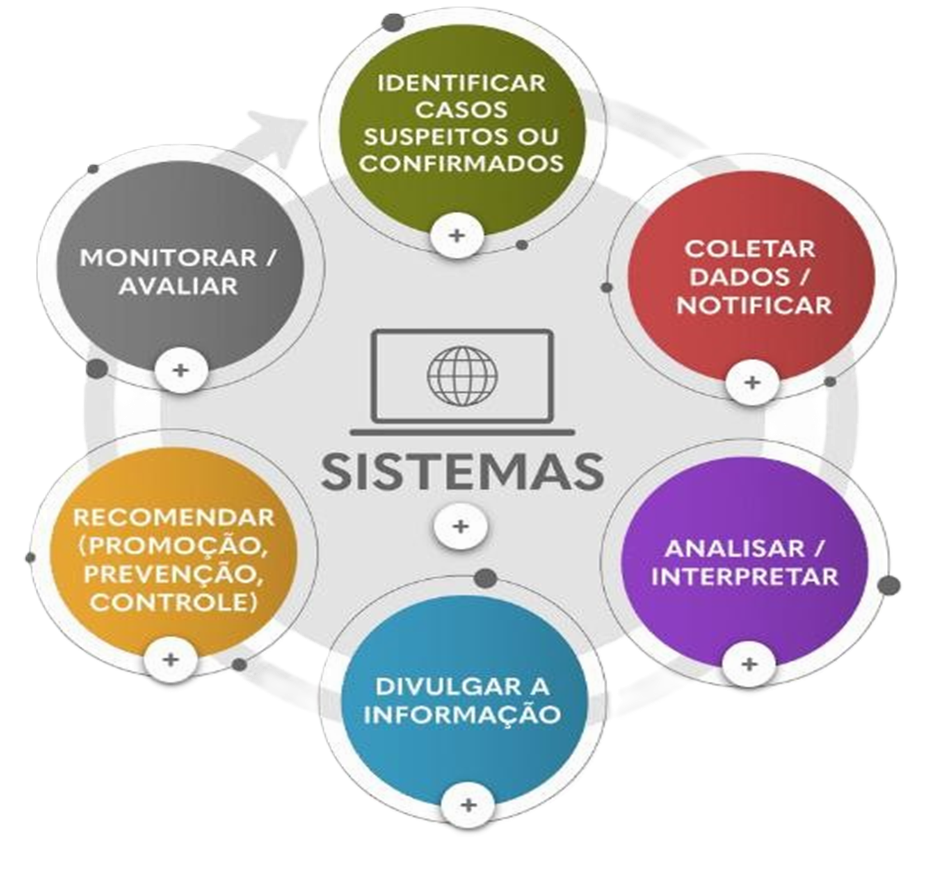 IDENTIFICAR
CASOS
SUSPEITOS OU
CONFIRMADOS
+
COLETAR
DADOS /
NOTIFICAR
+
ANALISAR /
INTERPRETAR
+
DIVULGAR A
INFORMAÇÃO
+
RECOMENDAR
(PROMOÇÃO,
PREVENÇÃO,
CONTROLE)
+
MONITORAR /
AVALIAR
+
SISTEMAS
+